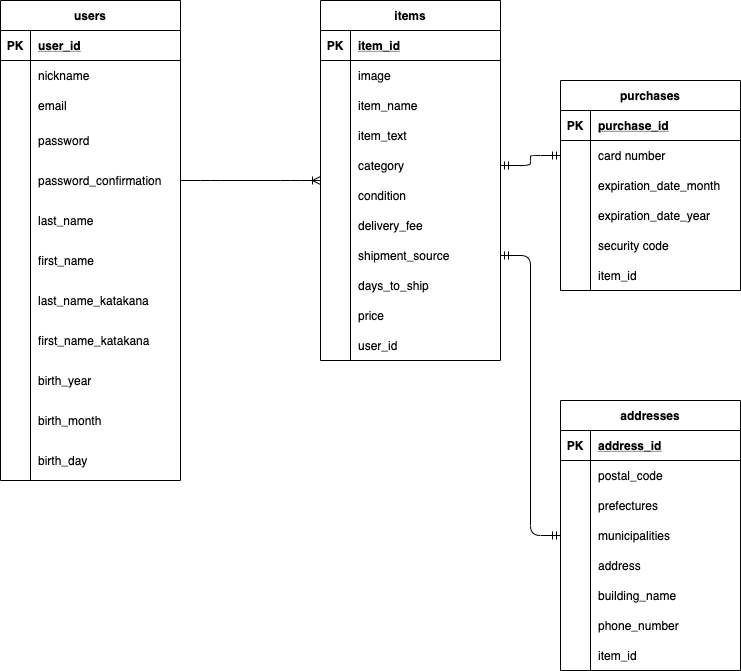 users
PK user_id
nickname
email
password
password_confirmation
last_name
first_name
last_name_katakana
first_name_katakana
birth_year
birth_month
birth_day
items
PK item_id
image
item_name
item_text
category
condition
delivery_fee
shipment_source
days_to_ship
price
user_id
purchases
PK purchase_id
card number
expiration_date_month
expiration_date_year
security code
item_id
addresses
PK address_id
postal_code
prefectures
municipalities
address
building_name
phone_number
item_id